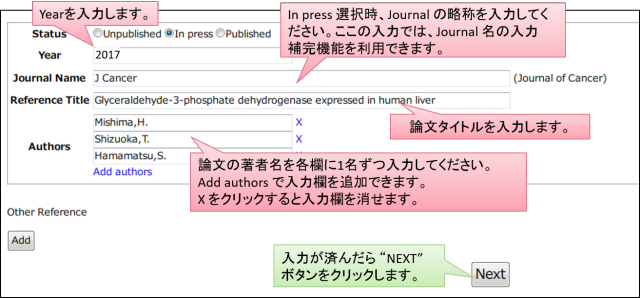 Yearを入力します。
In press 選択時、Journal の略称を入力してく
ださい。ここの入力では、Journal 名の入力
補完機能を利用できます。
Status Unpublished In press Published
Year 2017
Journal Name J Cancer (Journal of Cancer)
Reference Title Glyceraldehyde-3-phosphate dehydrogenase expressed in human liver
論文タイトルを入力します。
Authors
Mishima,H. X
Shizuoka,T. X
Hamamatsu,S.
Add authors
論文の著者名を各欄に1名ずつ入力してください。
Add authors で入力欄を追加できます。
X をクリックすると入力欄を消せます。
Other Reference
Add
入力が済んだら “NEXT”
ボタンをクリックします。
Next